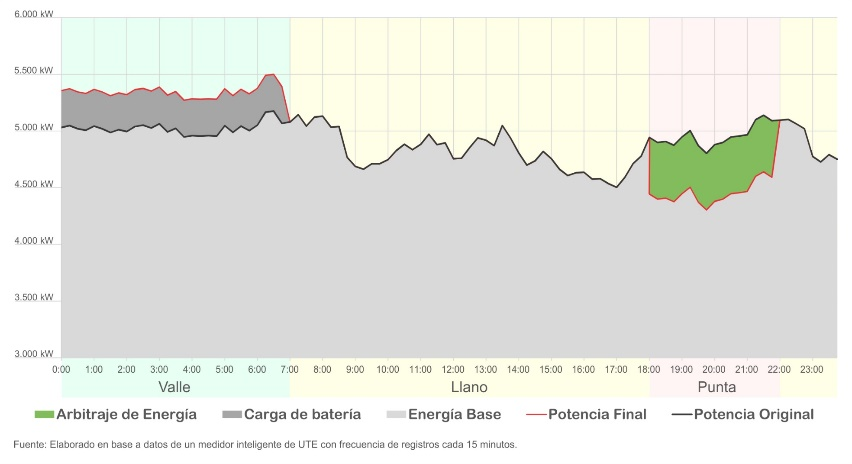 6.000 kW
5.500 kW
5.000 kW
4.500 kW
4.000 kW
3.500 kW
3.000 kW
0:00 1:00 2:00 3:00 4:00 5:00 6:00 7:00 8:00 9:00 10:00 11:00 12:00 13:00 14:00 15:00 16:00 17:00 18:00 19:00 20:00 21:00 22:00 23:00
Valle Llano Punta
Arbitraje de Energía Carga de batería Energía Base Potencia Final Potencia Original
Fuente: Elaborado en base a datos de un medidor inteligente de UTE con frecuencia de registros cada 15 minutos.